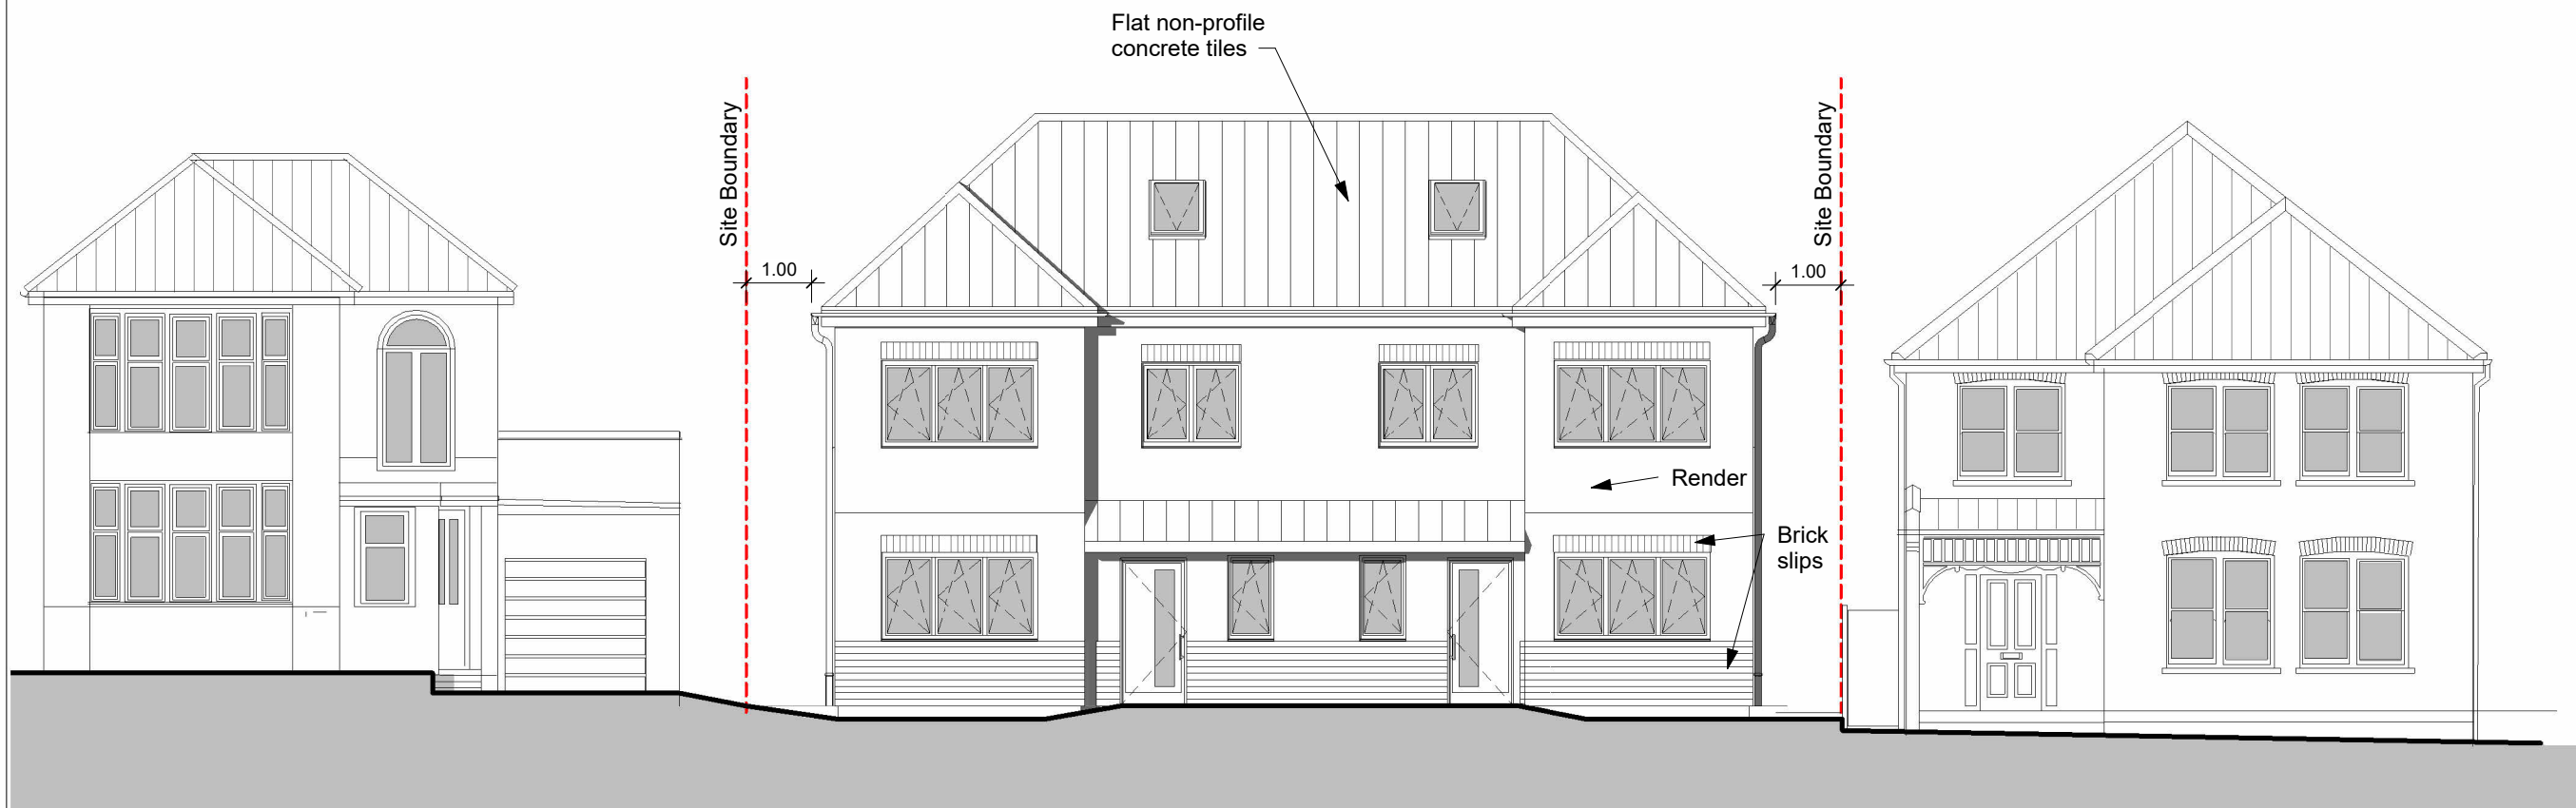 Flat non-profile
concrete tiles
Site Boundary
Site Boundary
1.00
1.00
Render
Brick
slips